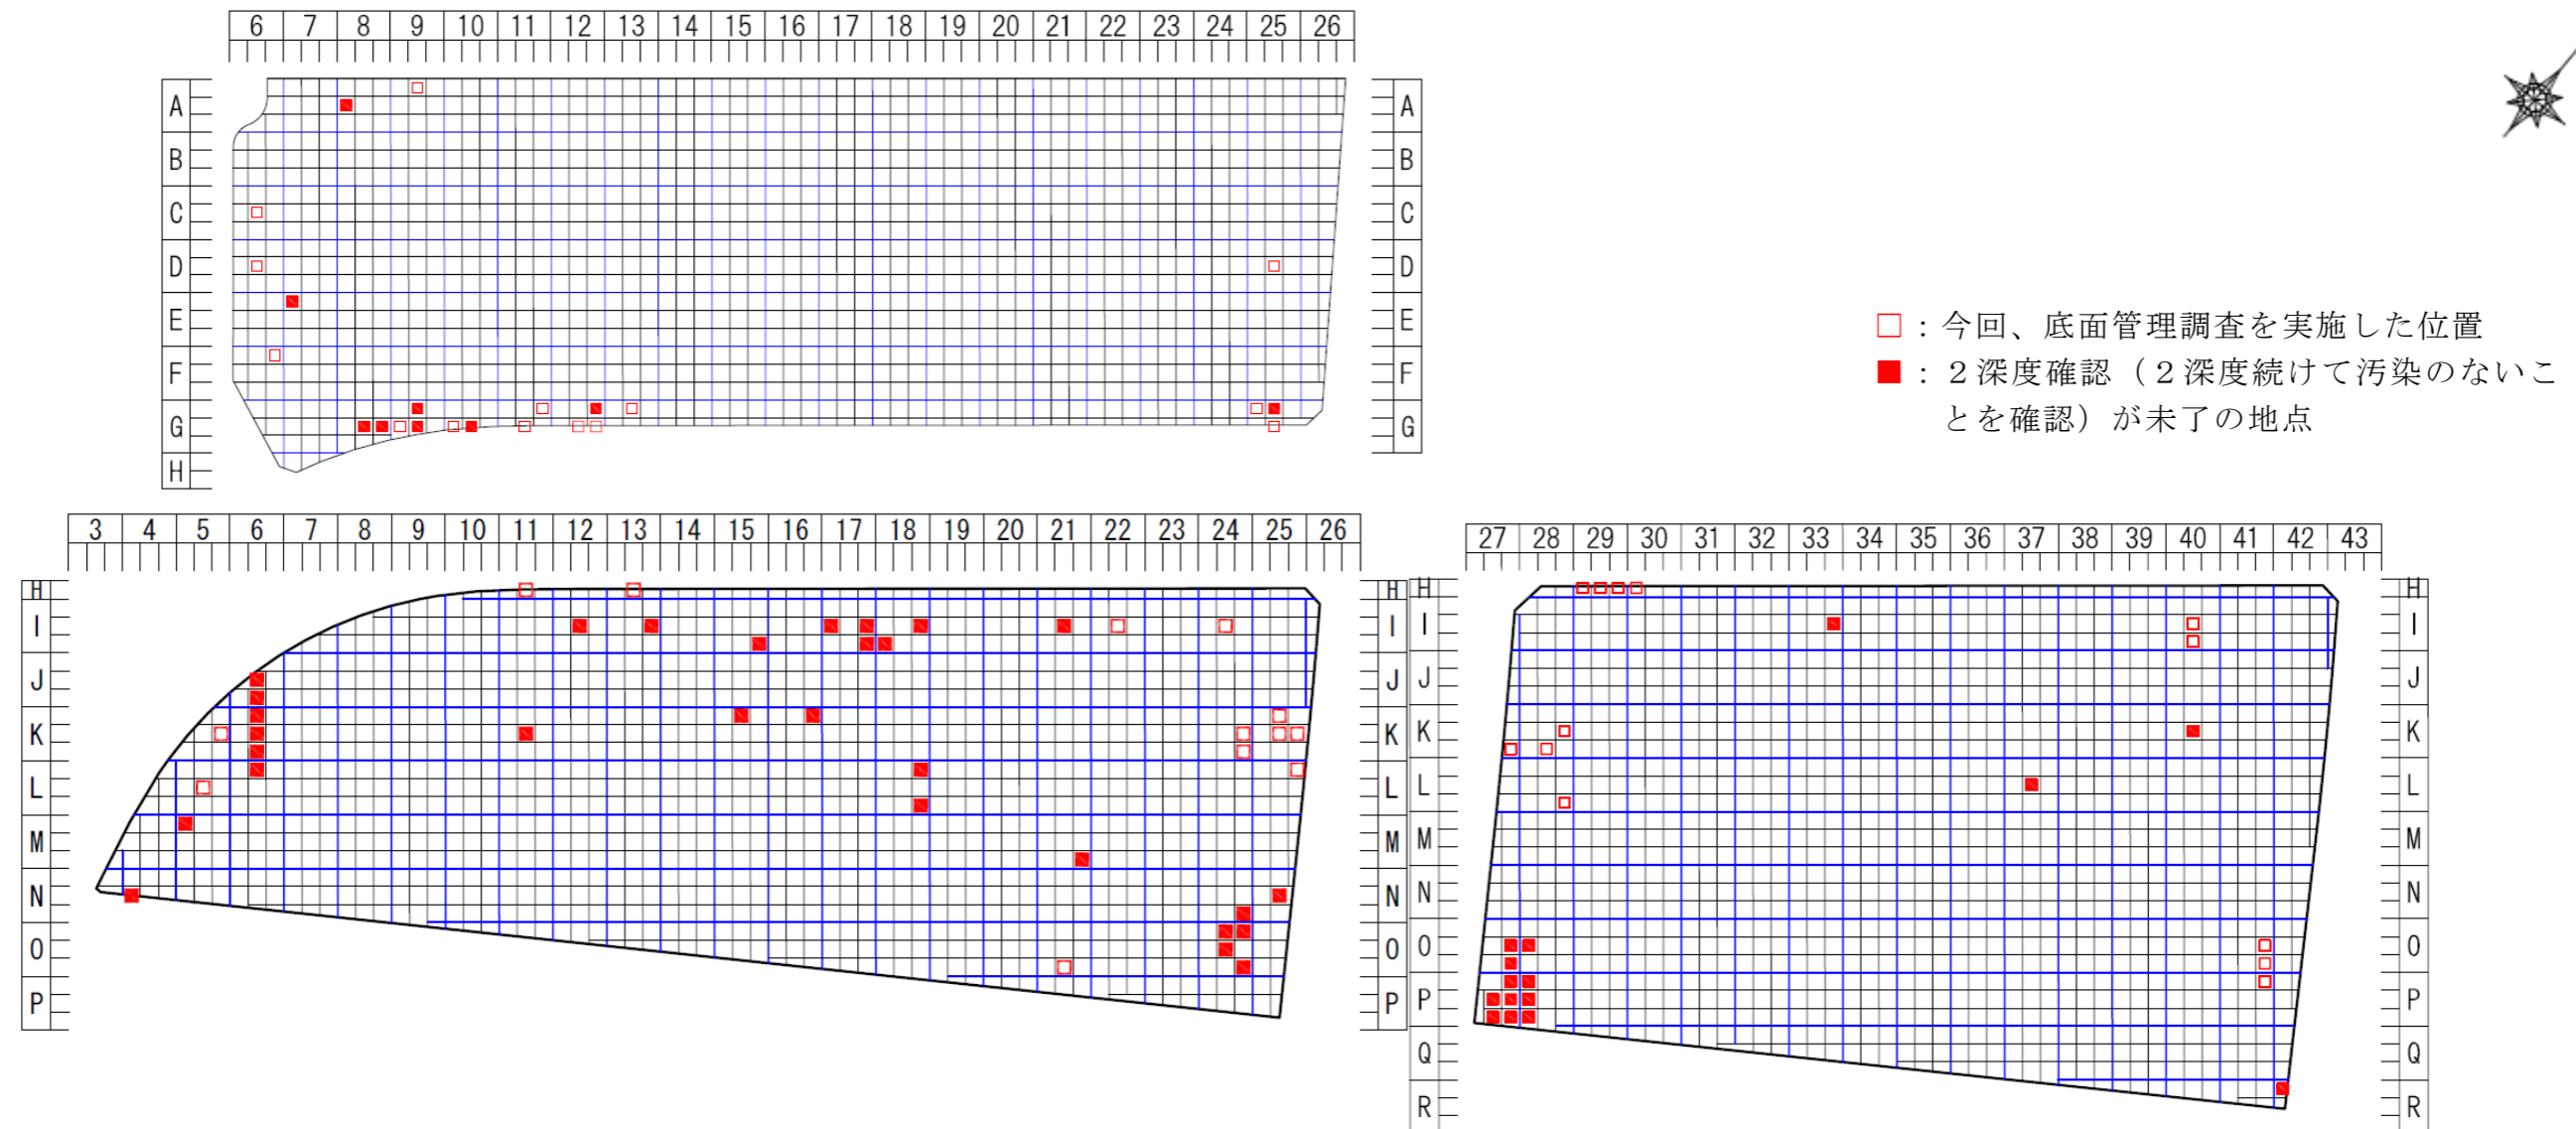 6 7 8 9 10 11 12 13 14 15 16 17 18 19 20 21 22 23 24 25 26
A A
B B
C C
D D
E E
F F
G G
H
□：今回、底面管理調査を実施した位置
■：２深度確認（２深度続けて汚染のないこ
とを確認）が未了の地点
3 4 5 6 7 8 9 10 11 12 13 14 15 16 17 18 19 20 21 22 23 24 25 26
27 28 29 30 31 32 33 34 35 36 37 38 39 40 41 42 43
H H H H
I I I I
J J J J
K K K K
L L L L
M M M M
N N N N
O O O O
P P P P
Q Q
R R